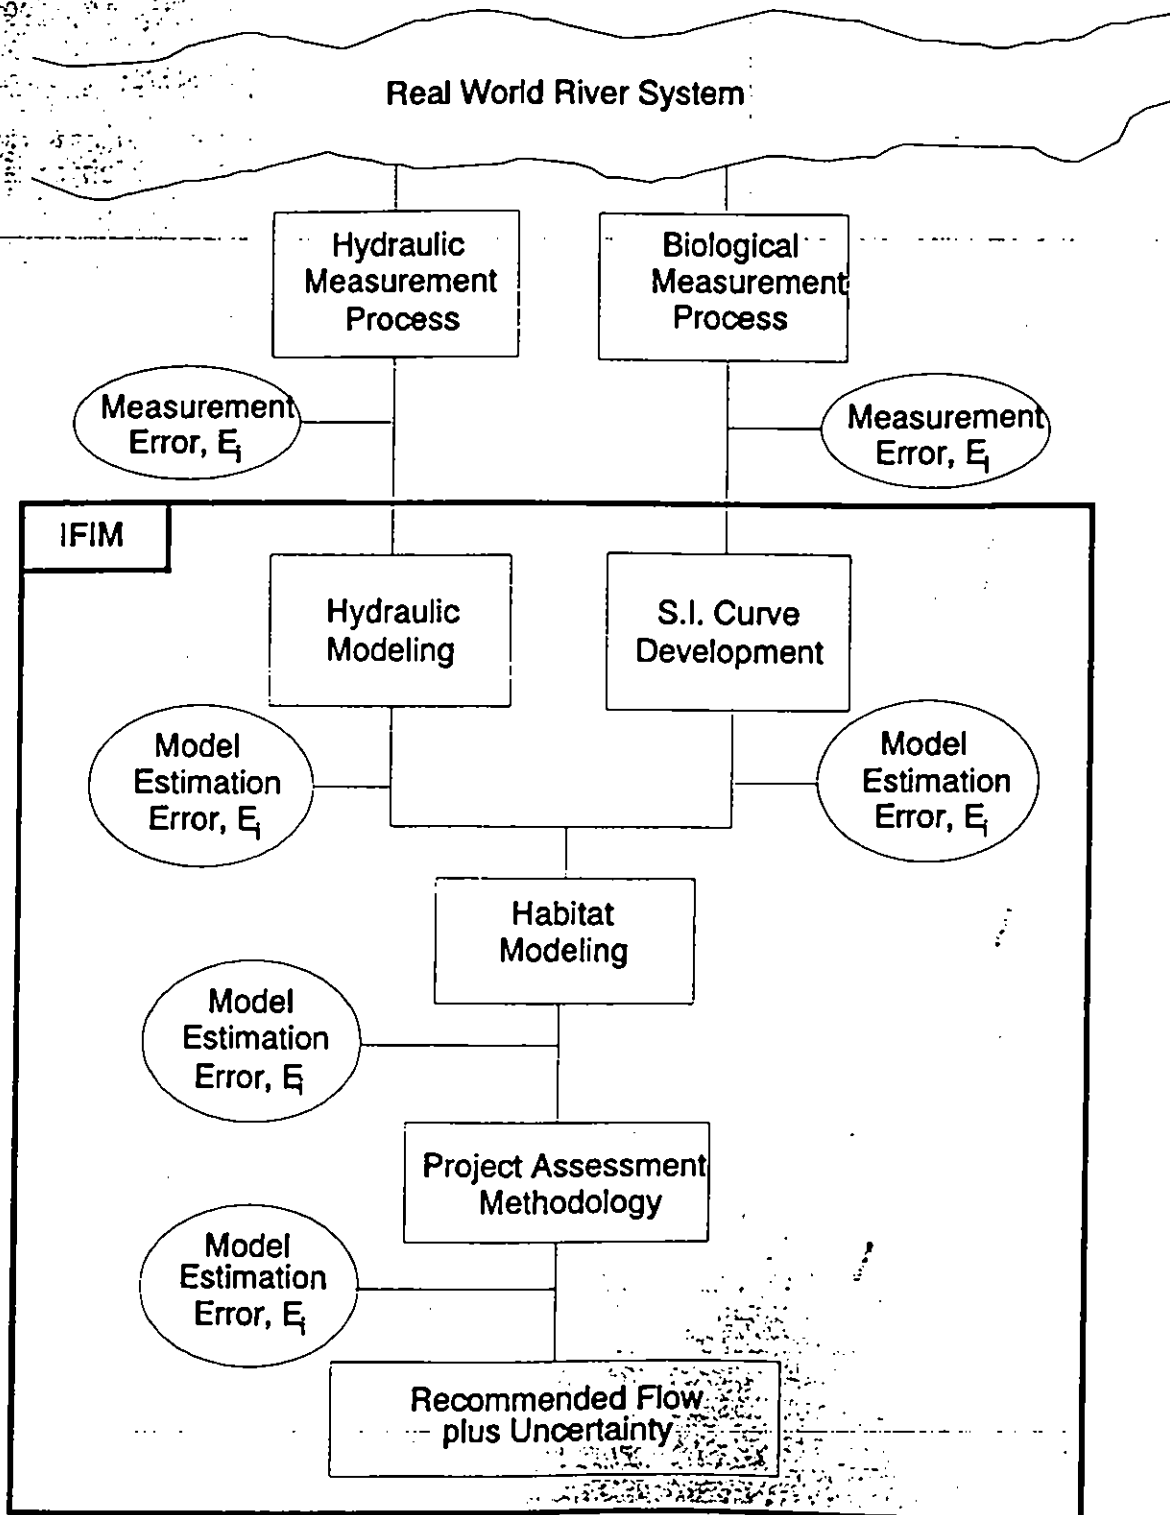 Real World River System
Hydraulic
Measurement
Process
Biological
Measurement
Process
Measurement
Error, Ei
Measurement
Error, Ei
IFIM
Hydraulic
Modeling
S.I. Curve
Development
Model
Estimation
Error, Ei
Model
Estimation
Error, Ei
Habitat
Modeling
Model
Estimation
Error, Ei
Project Assessment
Methodology
Model
Estimation
Error, Ei
Recommended Flow
plus Uncertainty